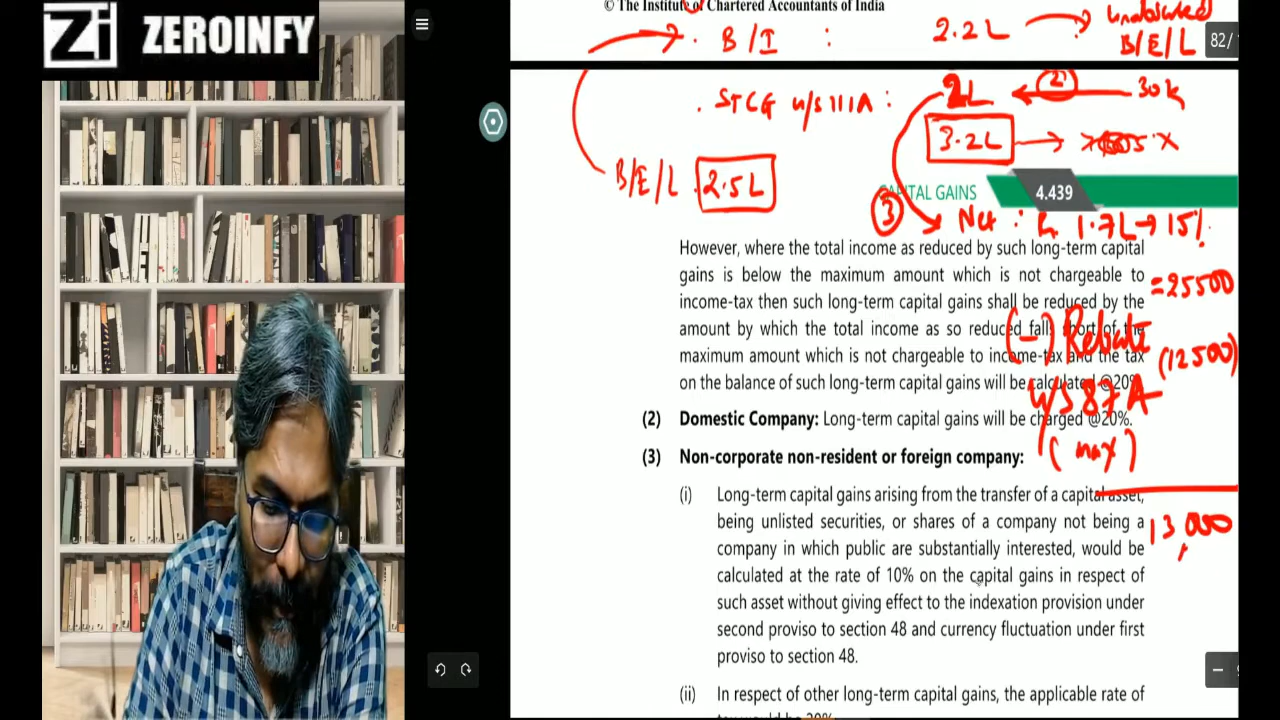 Zi ZEROINFY
© The Institute of Chartered Accountants of India
B/I : 2.2L
B/E/L
82/
STCG u/s 111A : 2L 2 30k
3.2L
B/E/L 2.5L
CAPITAL GAINS 4.439
3 Net : 1.7L → 15%
However, where the total income as reduced by such long-term capital
gains is below the maximum amount which is not chargeable to
income-tax then such long-term capital gains shall be reduced by the
amount by which the total income as so reduced falls short of the
maximum amount which is not chargeable to income-tax and the tax
on the balance of such long-term capital gains will be calculated @20%
= 25500
(-) Rebate (12500)
u/s 87A
(max)
13,000
(2) Domestic Company: Long-term capital gains will be charged @20%.
(3) Non-corporate non-resident or foreign company:
(i) Long-term capital gains arising from the transfer of a capital asset,
being unlisted securities, or shares of a company not being a
company in which public are substantially interested, would be
calculated at the rate of 10% on the capital gains in respect of
such asset without giving effect to the indexation provision under
second proviso to section 48 and currency fluctuation under first
proviso to section 48.
(ii) In respect of other long-term capital gains, the applicable rate of
tax would be 20%